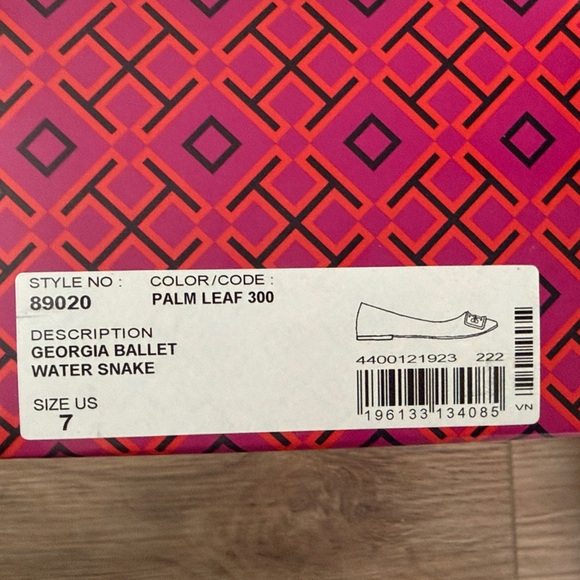 STYLE NO : COLOR/CODE :
89020 PALM LEAF 300
DESCRIPTION
GEORGIA BALLET
WATER SNAKE
SIZE US
7
4400121923 222
196133 134085
VN